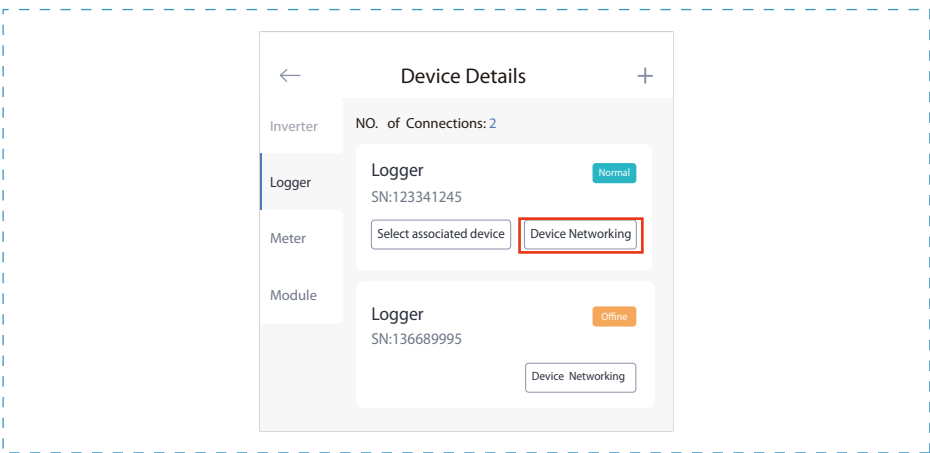 Device Details
Inverter
NO. of Connections: 2
Logger
Normal
Logger
SN:123341245
Meter
Select associated device
Device Networking
Module
Logger
Offine
SN:136689995
Device Networking